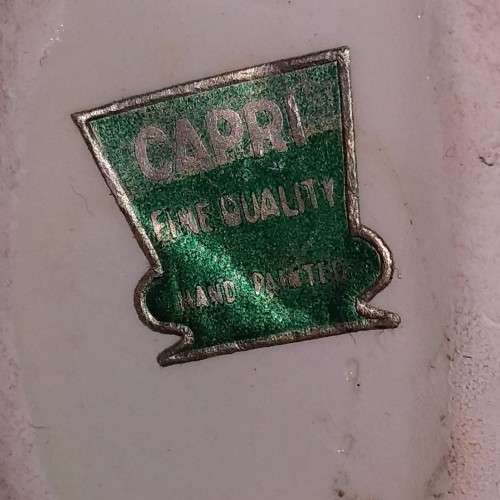 CAPRI
FINE QUALITY
HAND PAINTED